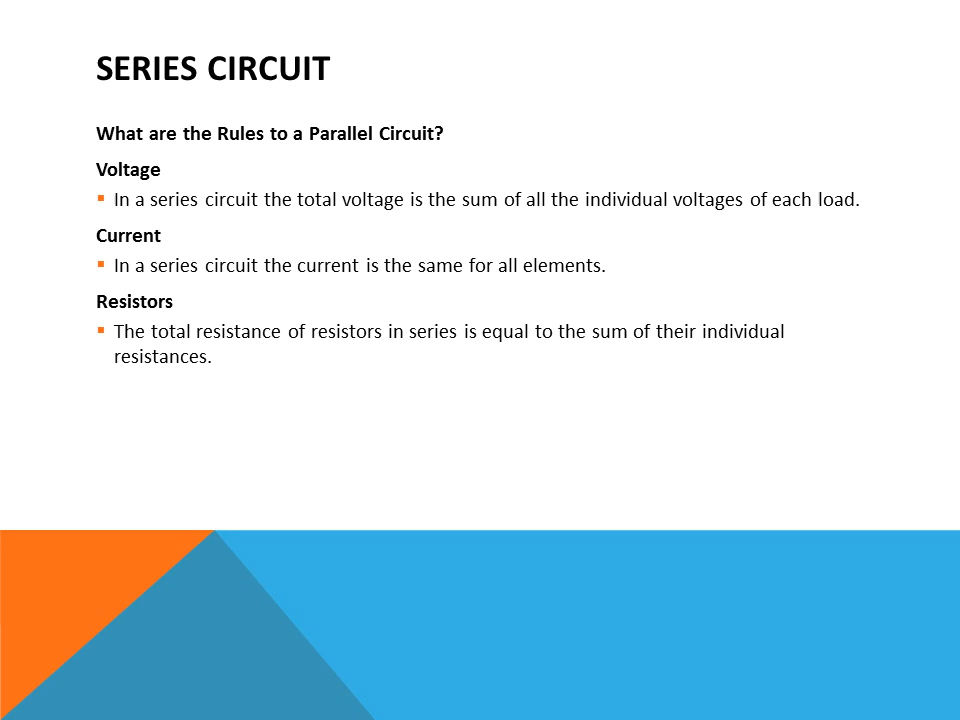 SERIES CIRCUIT
What are the Rules to a Parallel Circuit?
Voltage
▪ In a series circuit the total voltage is the sum of all the individual voltages of each load.
Current
▪ In a series circuit the current is the same for all elements.
Resistors
▪ The total resistance of resistors in series is equal to the sum of their individual
resistances.